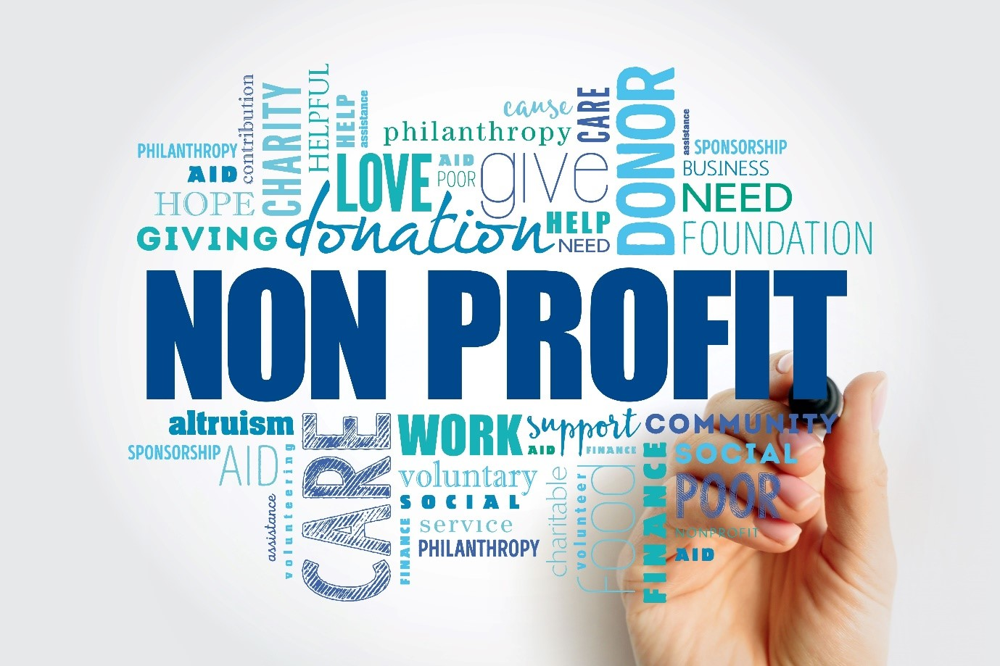 contribution
CHARITY
HELPFUL
HELP
assistance
cause
philanthropy
CARE
DONOR
assistance
PHILANTHROPY
SPONSORSHIP
AID
LOVE
AID
POOR
give
BUSINESS
HOPE
NEED
GIVING
donation
HELP
NEED
FOUNDATION
NON PROFIT
altruism
CARE
WORK
support
COMMUNITY
SPONSORSHIP
AID
volunteering
AID
FINANCE
FINANCE
SOCIAL
voluntary
charitable
volunteer
food
POOR
assistance
SOCIAL
FINANCE
service
NONPROFIT
PHILANTHROPY
AID